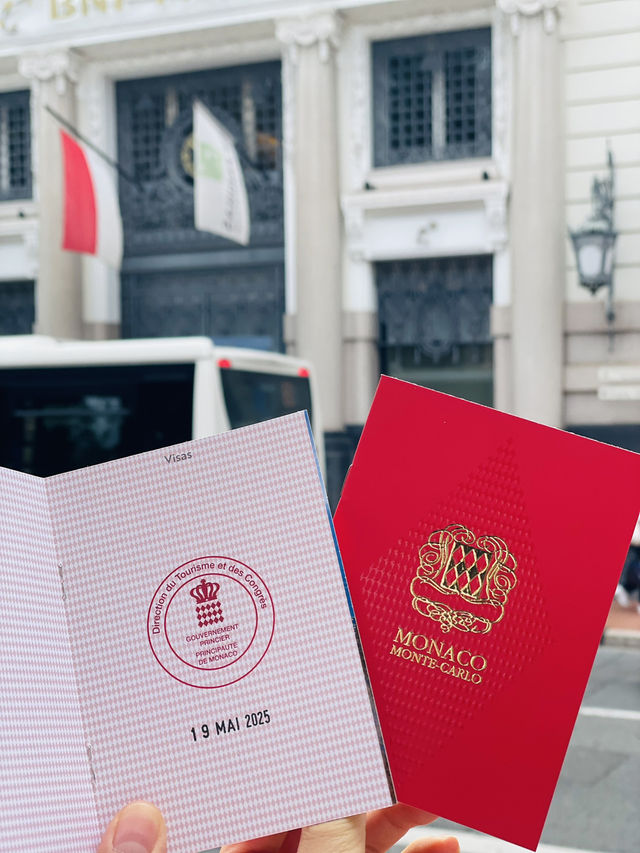 Visas
Direction du Tourisme et des Congrès
GOUVERNEMENT
PRINCIER
PRINCIPAUTÉ
DE MONACO
19 MAI 2025
MONACO
MONTE-CARLO